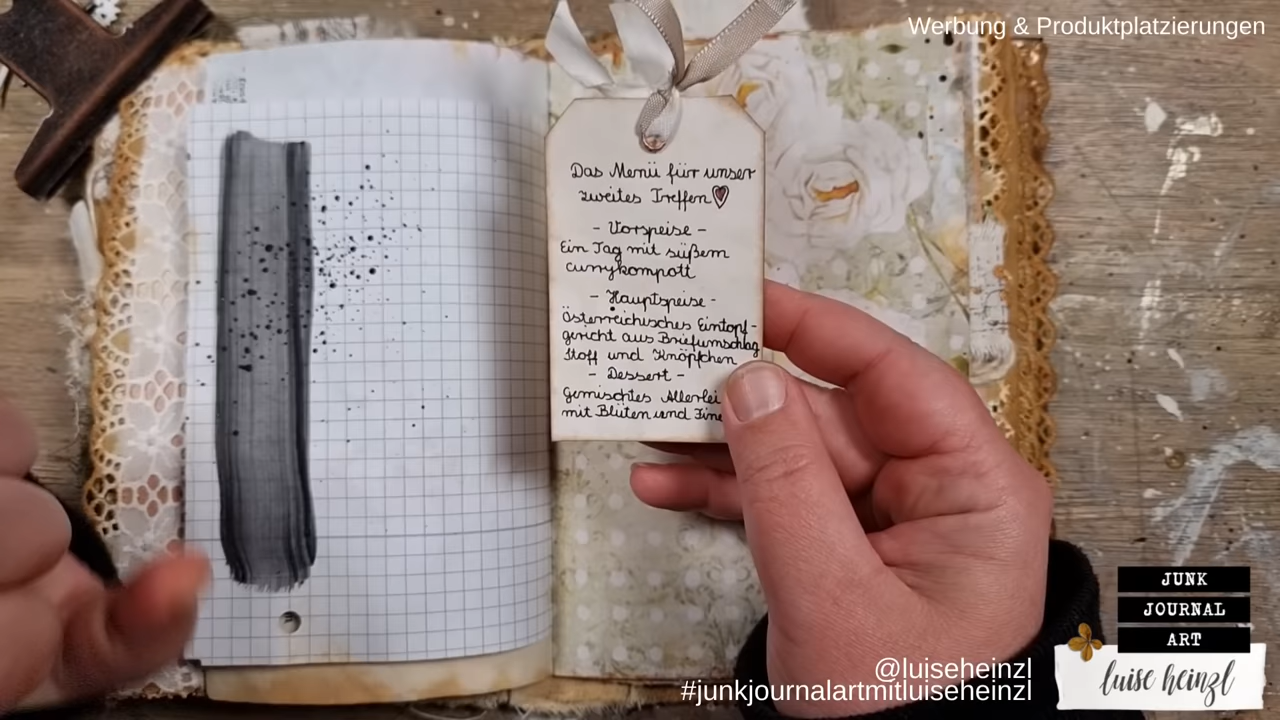 Werbung & Produktplatzierungen
Das Menü für unser
zweites Treffen
- Vorspeise -
Ein Tag mit süßem
currykompott
- Hauptspeise -
österreichisches Eintopf-
gericht aus Briefumschlag
Stoff und Knöpfchen
- Dessert -
gemischtes Allerlei
mit Blüten und
JUNK
JOURNAL
ART
@luiseheinzl
#junkjournalartmitluiseheinzl
luise heinzl